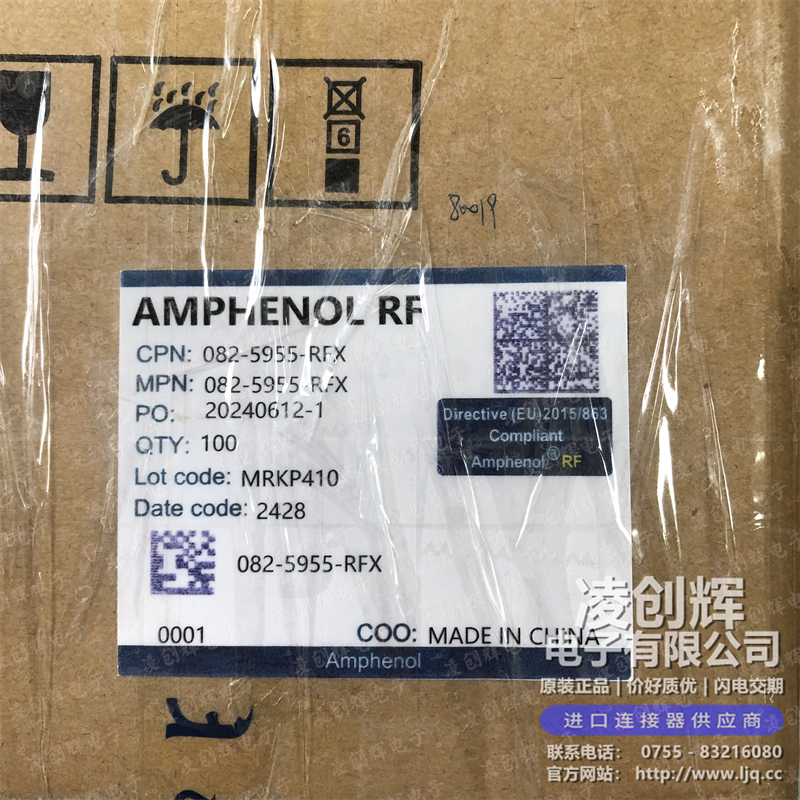 6
80019
AMPHENOL RF
CPN: 082-5955-RFX
MPN: 082-5955-RFX
PO: 20240612-1
QTY: 100
Lot code: MRKP410
Date code: 2428
Directive (EU)2015/863
Compliant
Amphenol® RF
082-5955-RFX
0001
COO: MADE IN CHINA
Amphenol
凌创辉
电子有限公司
原装正品 | 价好质优 | 闪电交期
进口连接器供应商
联系电话: 0755 - 83216080
官方网站: http://www.ljq.cc